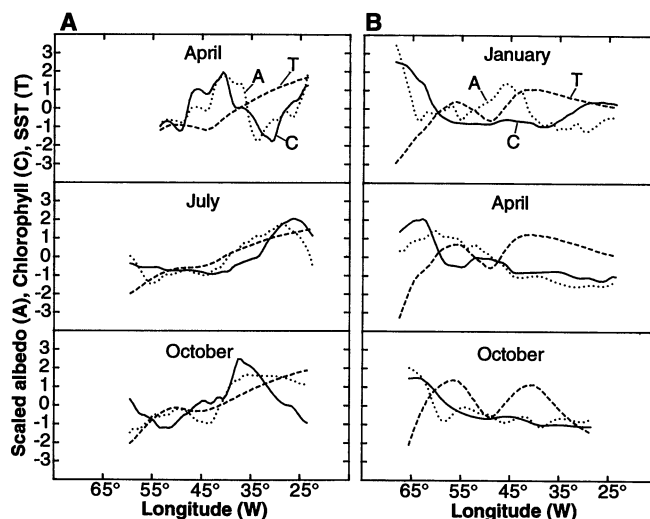 A
B
Scaled albedo (A), Chlorophyll (C), SST (T)
April
3
2
1
0
-1
-2
-3
A
T
C
January
A
T
C
July
3
2
1
0
-1
-2
-3
April
October
3
2
1
0
-1
-2
-3
October
65° 55° 45° 35° 25°
65° 55° 45° 35° 25°
Longitude (W)
Longitude (W)